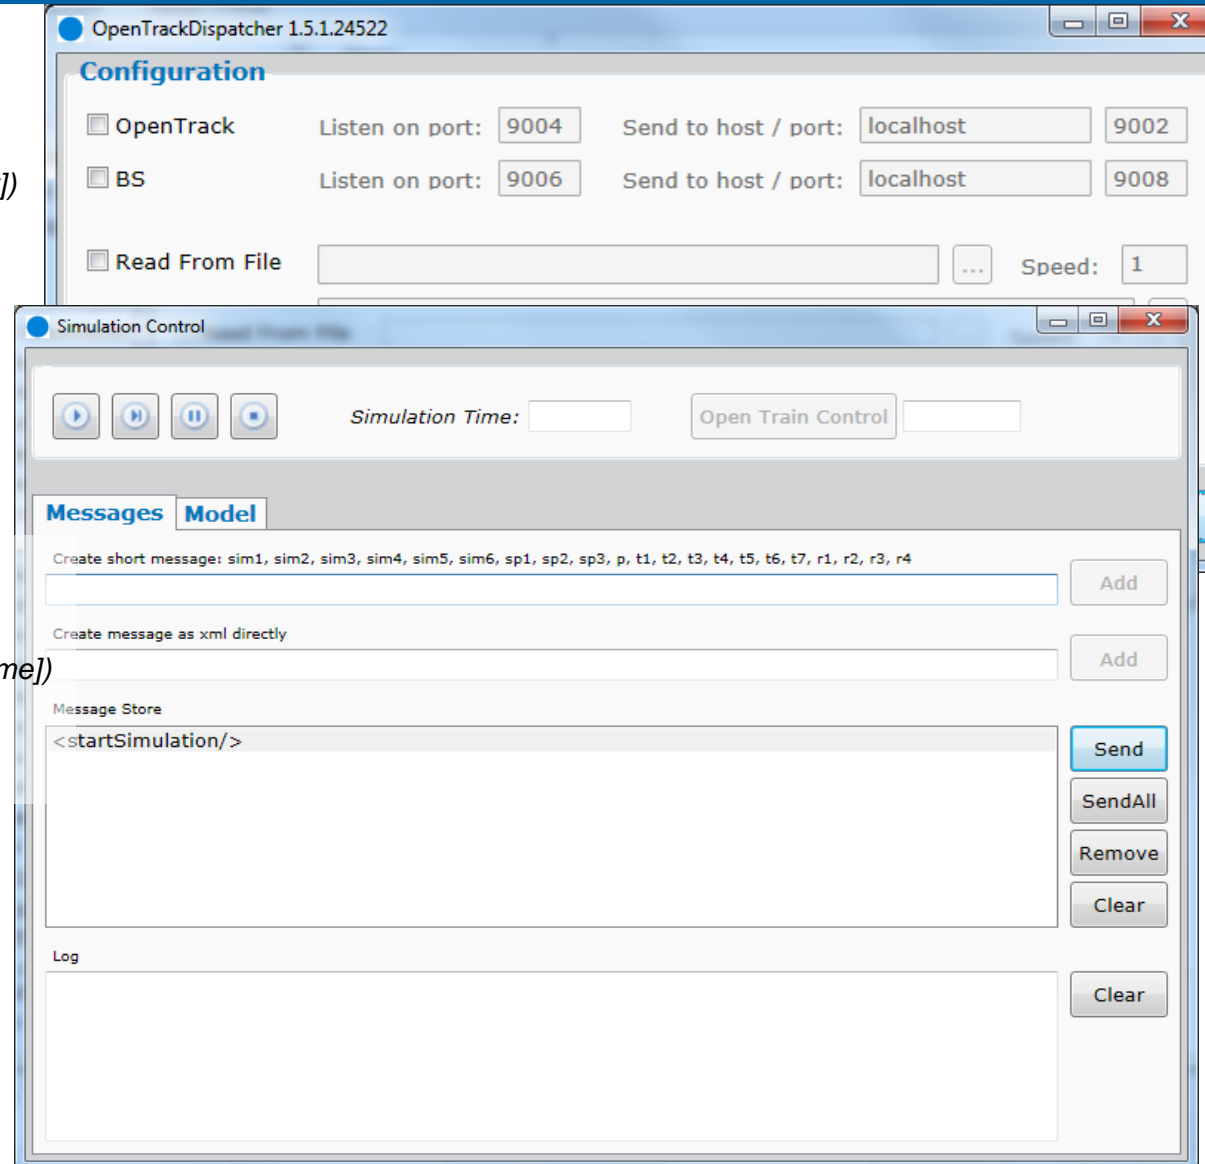 OpenTrackDispatcher 1.5.1.24522
Configuration
OpenTrack Listen on port: 9004 Send to host / port: localhost 9002
])
BS Listen on port: 9006 Send to host / port: localhost 9008
Read From File ... Speed: 1
Simulation Control
Simulation Time: Open Train Control
Messages Model
Create short message: sim1, sim2, sim3, sim4, sim5, sim6, sp1, sp2, sp3, p, t1, t2, t3, t4, t5, t6, t7, r1, r2, r3, r4
Add
Create message as xml directly
Add
me])
Message Store
<startSimulation/>
Send
SendAll
Remove
Clear
Log
Clear